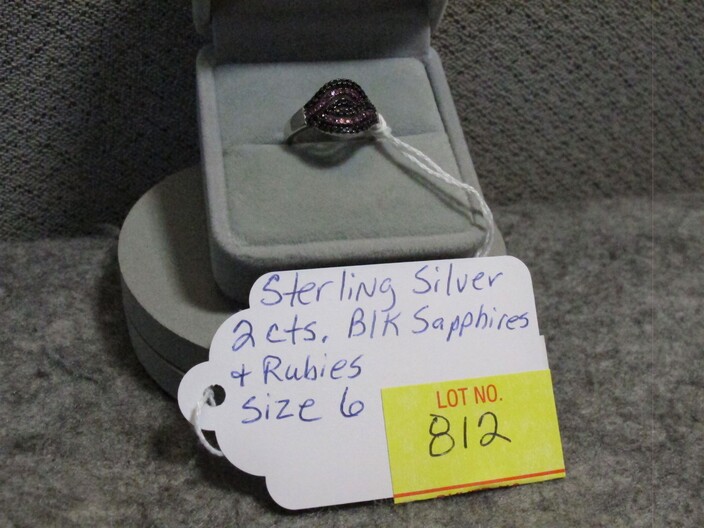 Sterling Silver
2 cts. Blk Sapphires
+ Rubies
Size 6
LOT NO.
812